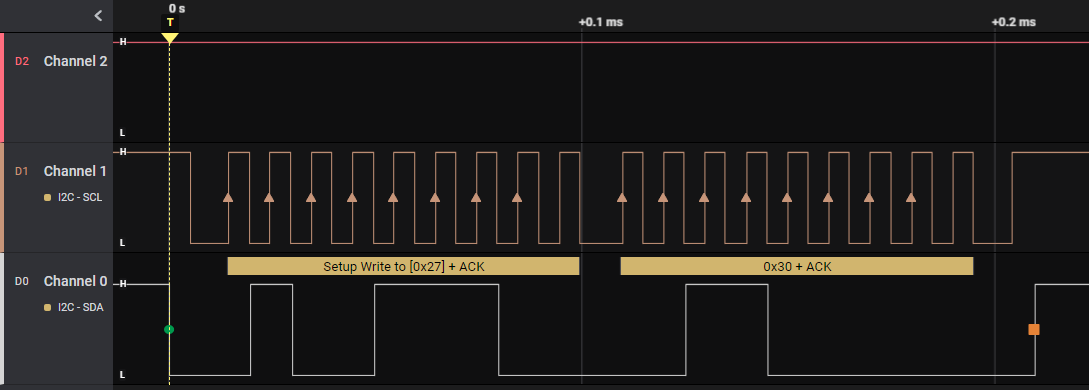 0 s
T
+0.1 ms
+0.2 ms
D2 Channel 2
H
L
D1 Channel 1
I2C - SCL
H
L
Setup Write to [0x27] + ACK
0x30 + ACK
D0 Channel 0
I2C - SDA
H
L